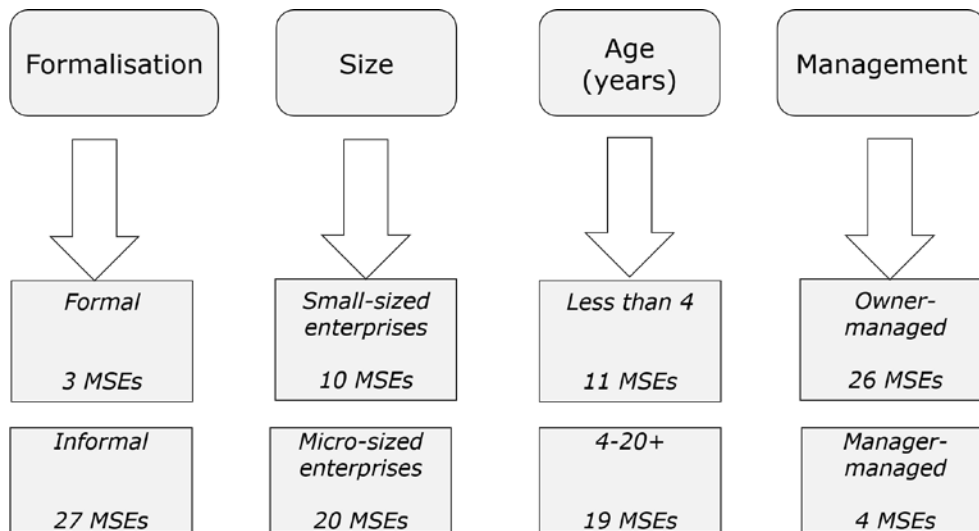 Formalisation
Size
Age
(years)
Management
Formal
3 MSEs
Small-sized
enterprises
10 MSEs
Less than 4
11 MSEs
Owner-
managed
26 MSEs
Informal
27 MSEs
Micro-sized
enterprises
20 MSEs
4-20+
19 MSEs
Manager-
managed
4 MSEs